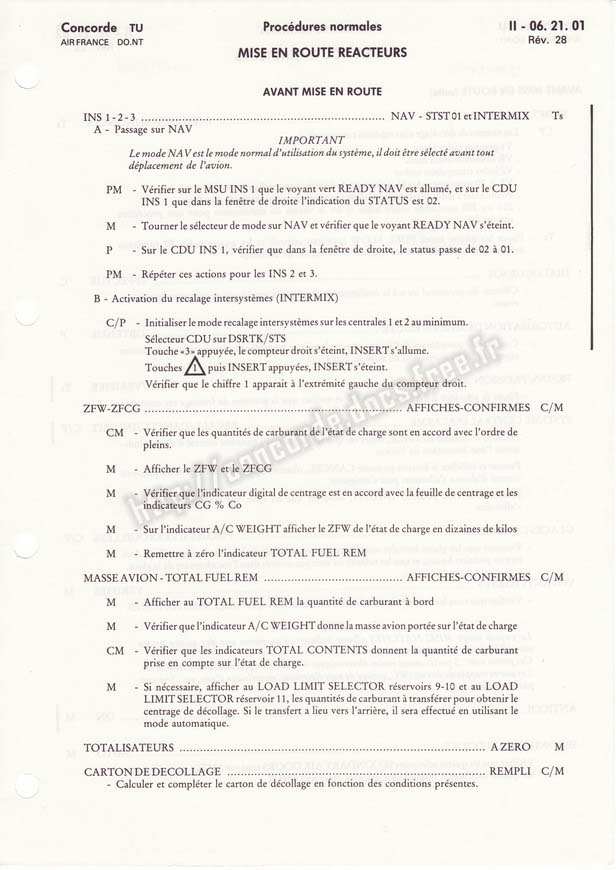 Concorde TU
AIR FRANCE DO.NT
Procédures normales
II - 06. 21. 01
Rév. 28
MISE EN ROUTE REACTEURS
AVANT MISE EN ROUTE
INS 1 - 2 - 3 ........ NAV - STST 01 et INTERMIX Ts
A - Passage sur NAV
IMPORTANT
Le mode NAV est le mode normal d'utilisation du système, il doit être sélecté avant tout
déplacement de l'avion.
PM - Vérifier sur le MSU INS 1 que le voyant vert READY NAV est allumé, et sur le CDU
INS 1 que dans la fenêtre de droite l'indication du STATUS est 02.
M - Tourner le sélecteur de mode sur NAV et vérifier que le voyant READY NAV s'éteint.
P - Sur le CDU INS 1, vérifier que dans la fenêtre de droite, le status passe de 02 à 01.
PM - Répéter ces actions pour les INS 2 et 3.
B - Activation du recalage intersystèmes (INTERMIX)
C/P - Initialiser le mode recalage intersystèmes sur les centrales 1 et 2 au minimum.
Sélecteur CDU sur DSRTK/STS
Touche «3» appuyée, le compteur droit s'éteint, INSERT s'allume.
Touches 1 puis INSERT appuyées, INSERT s'éteint.
Vérifier que le chiffre 1 apparait à l'extrémité gauche du compteur droit.
ZFW-ZFCG ........ AFFICHES-CONFIRMES C/M
CM - Vérifier que les quantités de carburant de l'état de charge sont en accord avec l'ordre de
pleins.
M - Afficher le ZFW et le ZFCG
M - Vérifier que l'indicateur digital de centrage est en accord avec la feuille de centrage et les
indicateurs CG % Co
M - Sur l'indicateur A/C WEIGHT afficher le ZFW de l'état de charge en dizaines de kilos
M - Remettre à zéro l'indicateur TOTAL FUEL REM
MASSE AVION - TOTAL FUEL REM ........ AFFICHES-CONFIRMES C/M
M - Afficher au TOTAL FUEL REM la quantité de carburant à bord
M - Vérifier que l'indicateur A/C WEIGHT donne la masse avion portée sur l'état de charge
CM - Vérifier que les indicateurs TOTAL CONTENTS donnent la quantité de carburant
prise en compte sur l'état de charge.
M - Si nécessaire, afficher au LOAD LIMIT SELECTOR réservoirs 9-10 et au LOAD
LIMIT SELECTOR réservoir 11, les quantités de carburant à transférer pour obtenir le
centrage de décollage. Si le transfert a lieu vers l'arrière, il sera effectué en utilisant le
mode automatique.
TOTALISATEURS ........ A ZERO M
CARTON DE DECOLLAGE ........ REMPLI C/M
- Calculer et compléter le carton de décollage en fonction des conditions présentes.
http://concorde.docs.free.fr